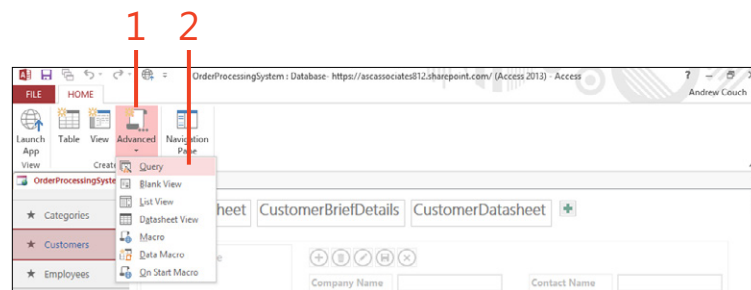 1 2
OrderProcessingSystem : Database- https://ascassociates812.sharepoint.com/ (Access 2013) - Access ?
FILE HOME Andrew Couch
Launch App Table View Advanced Navigation Pane
View Create
Query
OrderProcessingSyste
Blank View
List View
heet CustomerBriefDetails CustomerDatasheet
Categories
Datasheet View
Macro
Customers
Data Macro
On Start Macro
Employees
Company Name Contact Name